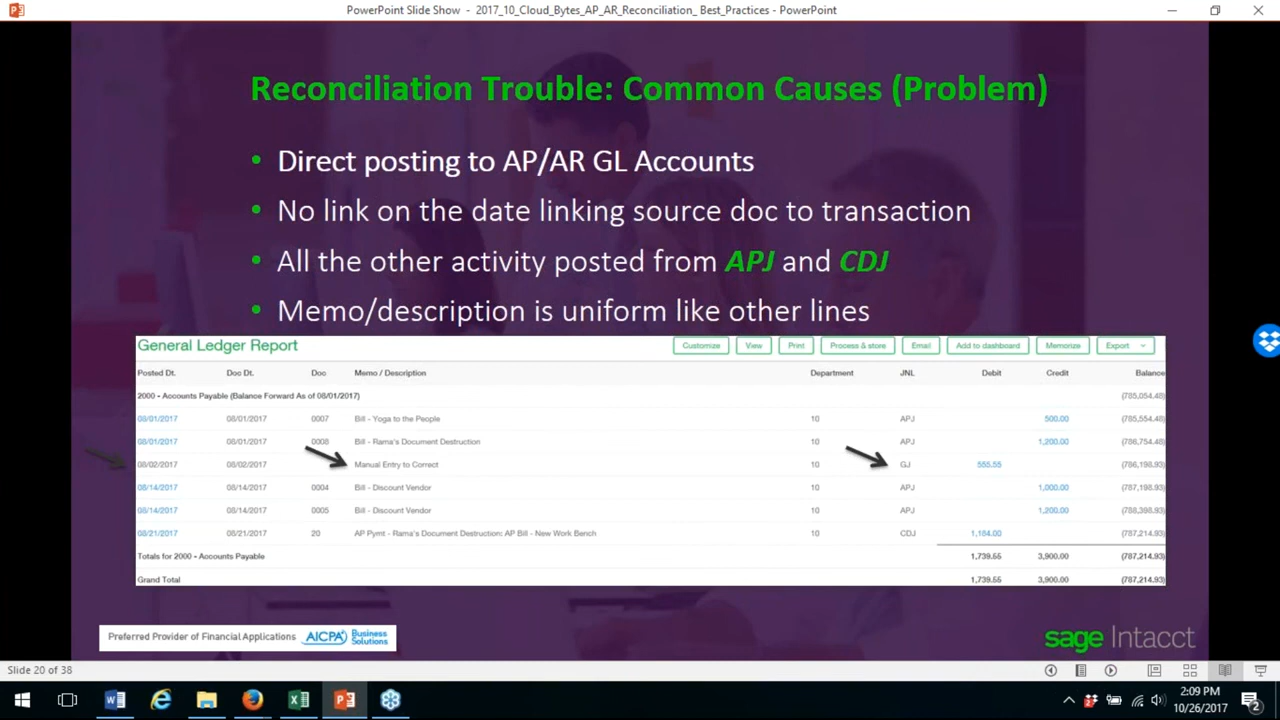 PowerPoint Slide Show - 2017_10_Cloud_Bytes_AP_AR_Reconciliation_ Best_Practices - PowerPoint
Reconciliation Trouble: Common Causes (Problem)
• Direct posting to AP/AR GL Accounts
• No link on the date linking source doc to transaction
• All the other activity posted from APJ and CDJ
• Memo/description is uniform like other lines
General Ledger Report Customize View Print Process & store Email Add to dashboard Memorize Export
Posted Dt. Doc Dt. Doc Memo / Description Department JNL Debit Credit Balance
2000 - Accounts Payable (Balance Forward As of 08/01/2017) (785,054.48)
08/01/2017 08/01/2017 0007 Bill - Yoga to the People 10 APJ 500.00 (785,554.48)
08/01/2017 08/01/2017 0008 Bill - Rama's Document Destruction 10 APJ 1,200.00 (786,754.48)
08/02/2017 08/02/2017 Manual Entry to Correct 10 GJ 555.55 (786,198.93)
08/14/2017 08/14/2017 0004 Bill - Discount Vendor 10 APJ 1,000.00 (787,198.93)
08/14/2017 08/14/2017 0005 Bill - Discount Vendor 10 APJ 1,200.00 (788,398.93)
08/21/2017 08/21/2017 20 AP Pymt - Rama's Document Destruction: AP Bill - New Work Bench 10 CDJ 1,184.00 (787,214.93)
Totals for 2000 - Accounts Payable 1,739.55 3,900.00 (787,214.93)
Grand Total 1,739.55 3,900.00 (787,214.93)
Preferred Provider of Financial Applications AICPA Business Solutions
sage Intacct
Slide 20 of 38
2:09 PM
10/26/2017
2